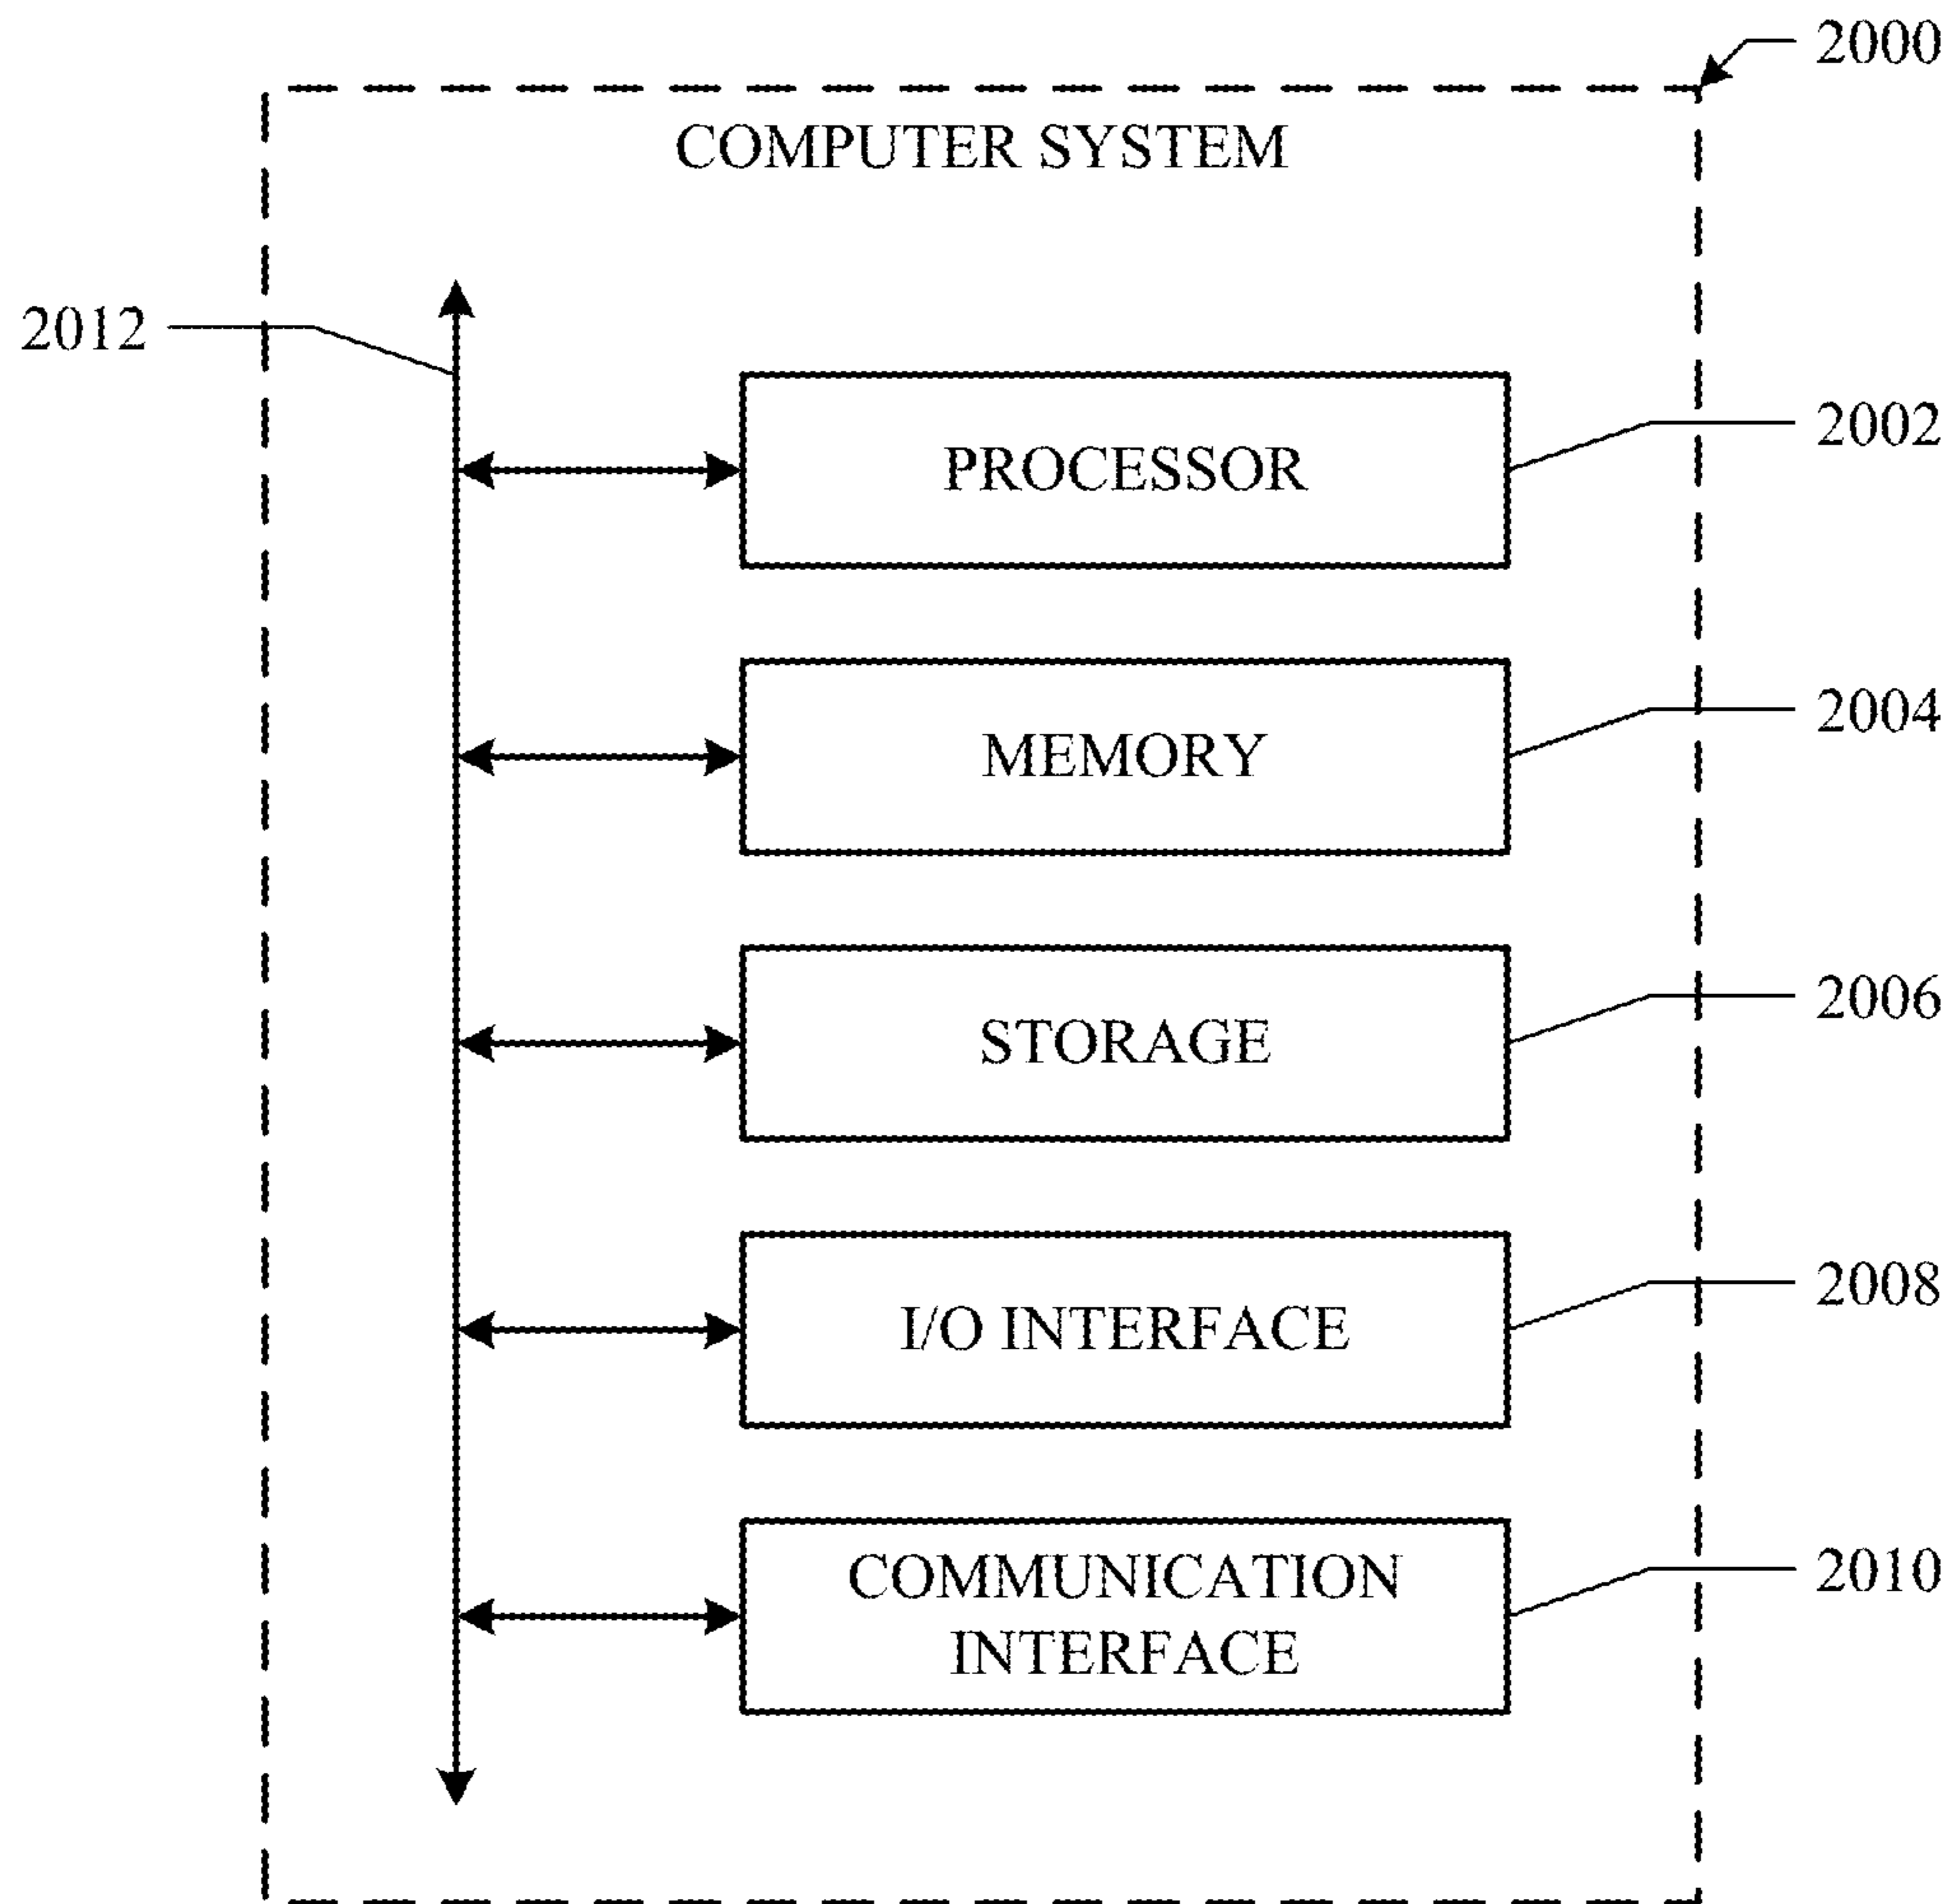 2000
COMPUTER SYSTEM
2012
PROCESSOR
2002
MEMORY
2004
STORAGE
2006
I/O INTERFACE
2008
COMMUNICATION
INTERFACE
2010